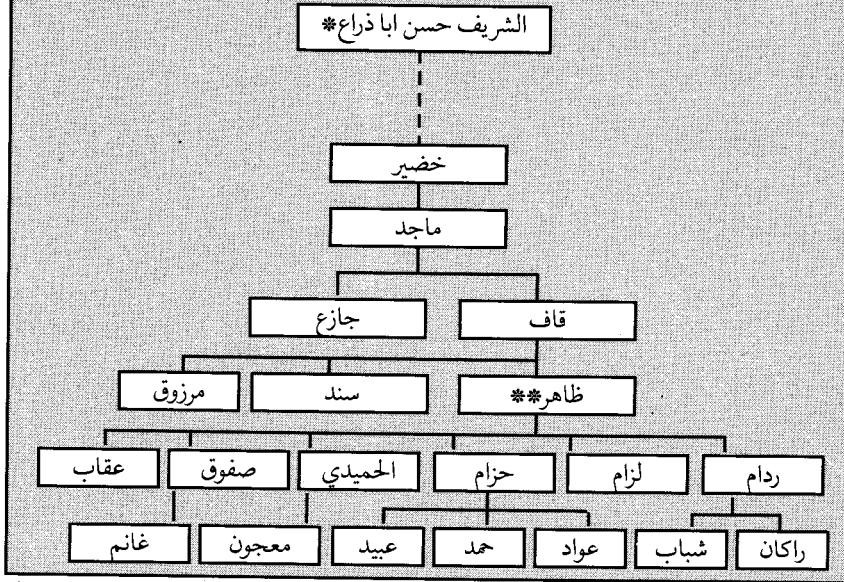 الشريف حسن ابا ذراع*
خضير
ماجد
قاف
جازع
ظاهر**
سند
مرزوق
ردام
لزام
حزام
الحميدي
صفوق
عقاب
راكان
شباب
عواد
حمد
عبيد
معجون
غانم